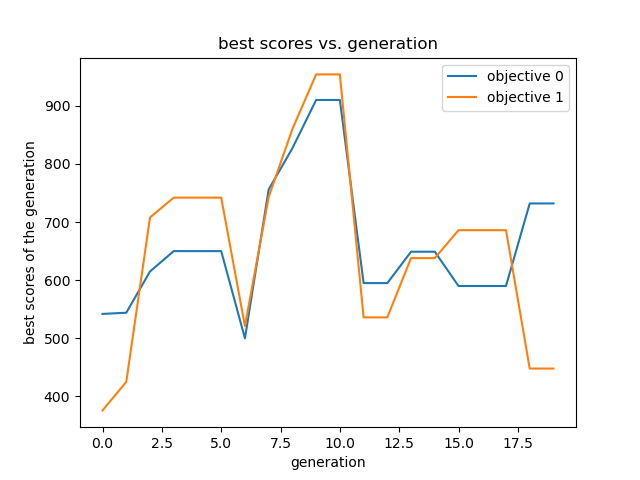 best scores vs. generation
objective 0
objective 1
best scores of the generation
900
800
700
600
500
400
0.0 2.5 5.0 7.5 10.0 12.5 15.0 17.5
generation